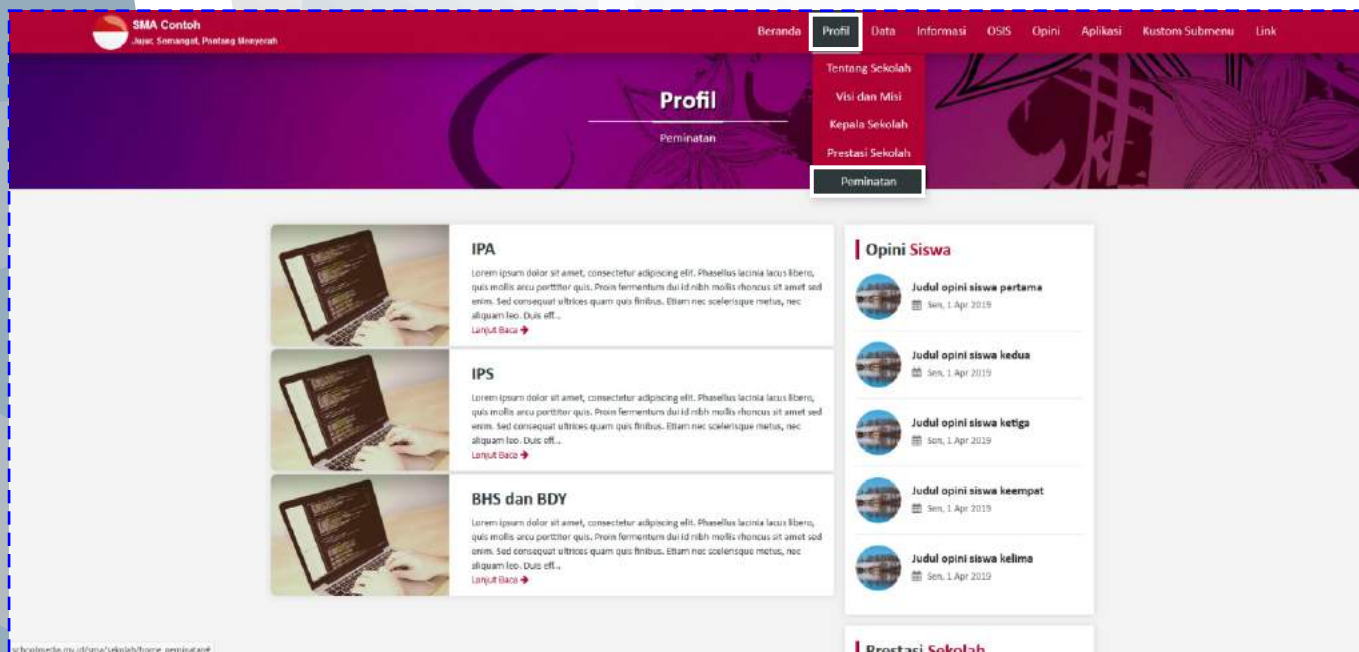 SMA Contoh
Jujur, Semangat, Pantang Menyerah
Beranda Profil Data Informasi OSIS Opini Aplikasi Kustom Submenu Link
Tentang Sekolah
Visi dan Misi
Kepala Sekolah
Prestasi Sekolah
Peminatan
Profil
Peminatan
IPA
Lorem ipsum dolor sit amet, consectetur adipiscing elit. Phasellus lacinia lacus libero,
quis mollis arcu porttitor quis. Proin fermentum dui id nibh mollis rhoncus sit amet sed
enim. Sed consequat ultrices quam quis finibus. Etiam nec scelerisque metus, nec
aliquam leo. Duis eff...
Lanjut Baca
IPS
Lorem ipsum dolor sit amet, consectetur adipiscing elit. Phasellus lacinia lacus libero,
quis mollis arcu porttitor quis. Proin fermentum dui id nibh mollis rhoncus sit amet sed
enim. Sed consequat ultrices quam quis finibus. Etiam nec scelerisque metus, nec
aliquam leo. Duis eff...
Lanjut Baca
BHS dan BDY
Lorem ipsum dolor sit amet, consectetur adipiscing elit. Phasellus lacinia lacus libero,
quis mollis arcu porttitor quis. Proin fermentum dui id nibh mollis rhoncus sit amet sed
enim. Sed consequat ultrices quam quis finibus. Etiam nec scelerisque metus, nec
aliquam leo. Duis eff...
Lanjut Baca
Opini Siswa
Judul opini siswa pertama
Sen, 1 Apr 2019
Judul opini siswa kedua
Sen, 1 Apr 2019
Judul opini siswa ketiga
Sen, 1 Apr 2019
Judul opini siswa keempat
Sen, 1 Apr 2019
Judul opini siswa kelima
Sen, 1 Apr 2019
Prestasi Sekolah